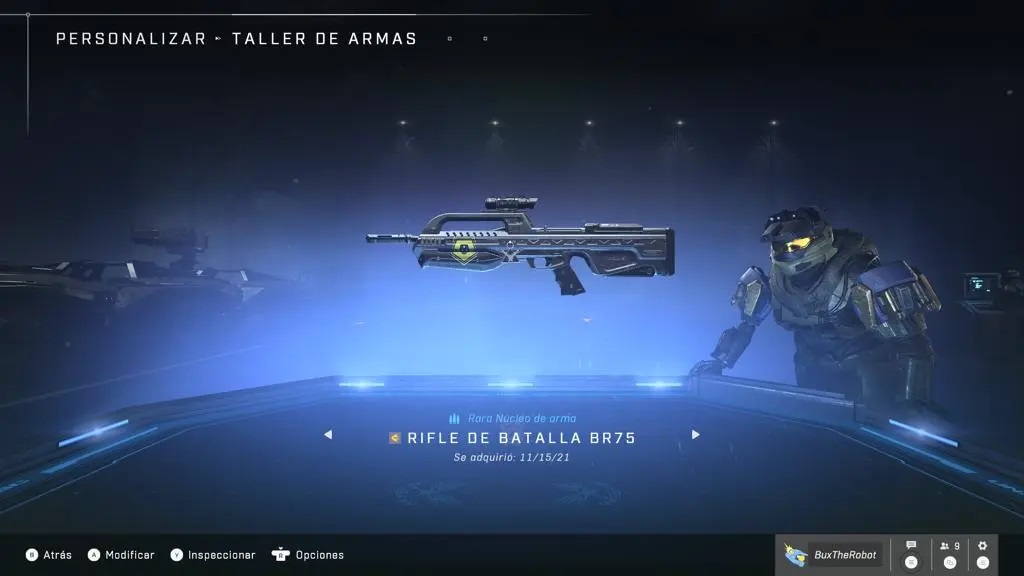 PERSONALIZAR ▸ TALLER DE ARMAS
Rara Núcleo de arma
RIFLE DE BATALLA BR75
Se adquirió: 11/15/21
B Atrás A Modificar Y Inspeccionar Opciones
BuxTheRobot 9